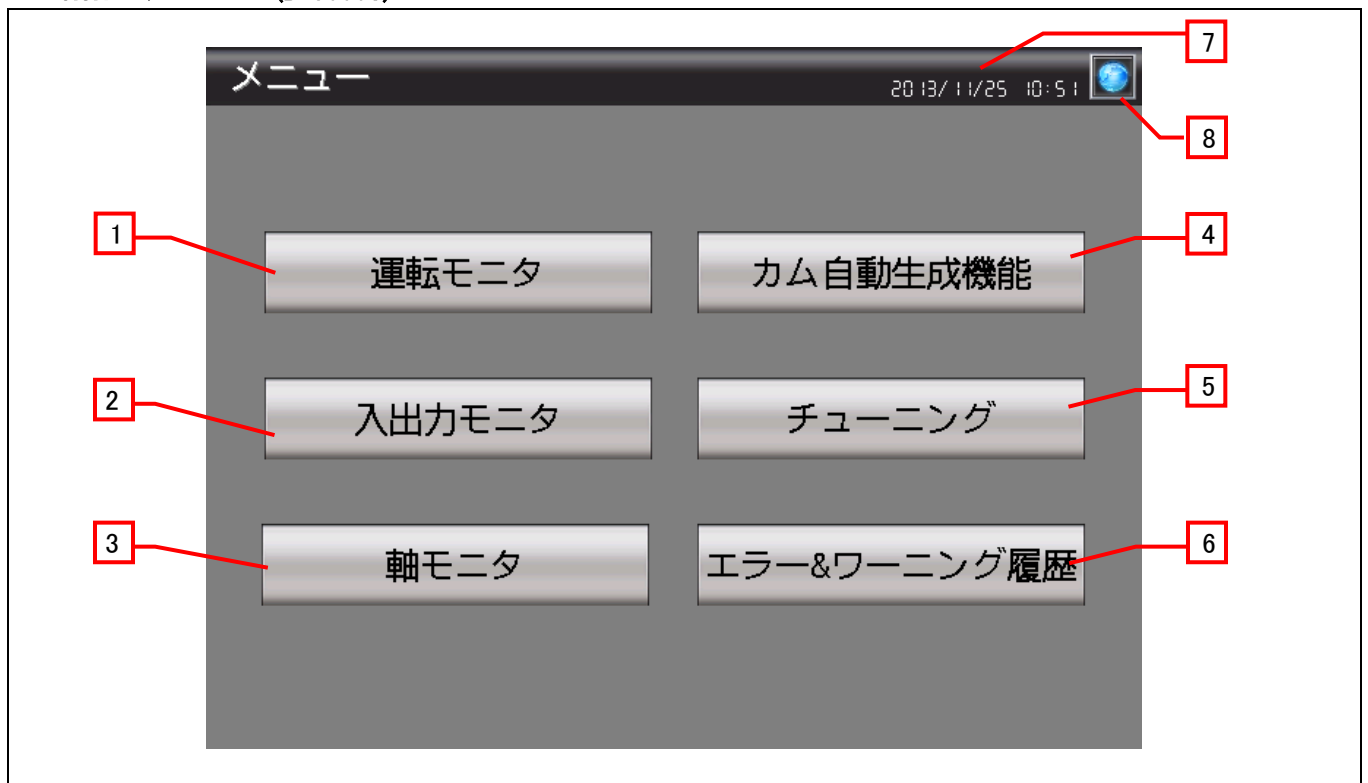 7
メニュー
2013/11/25 10:51
8
1
運転モニタ
カム自動生成機能
4
2
入出力モニタ
チューニング
5
3
軸モニタ
エラー&ワーニング履歴
6